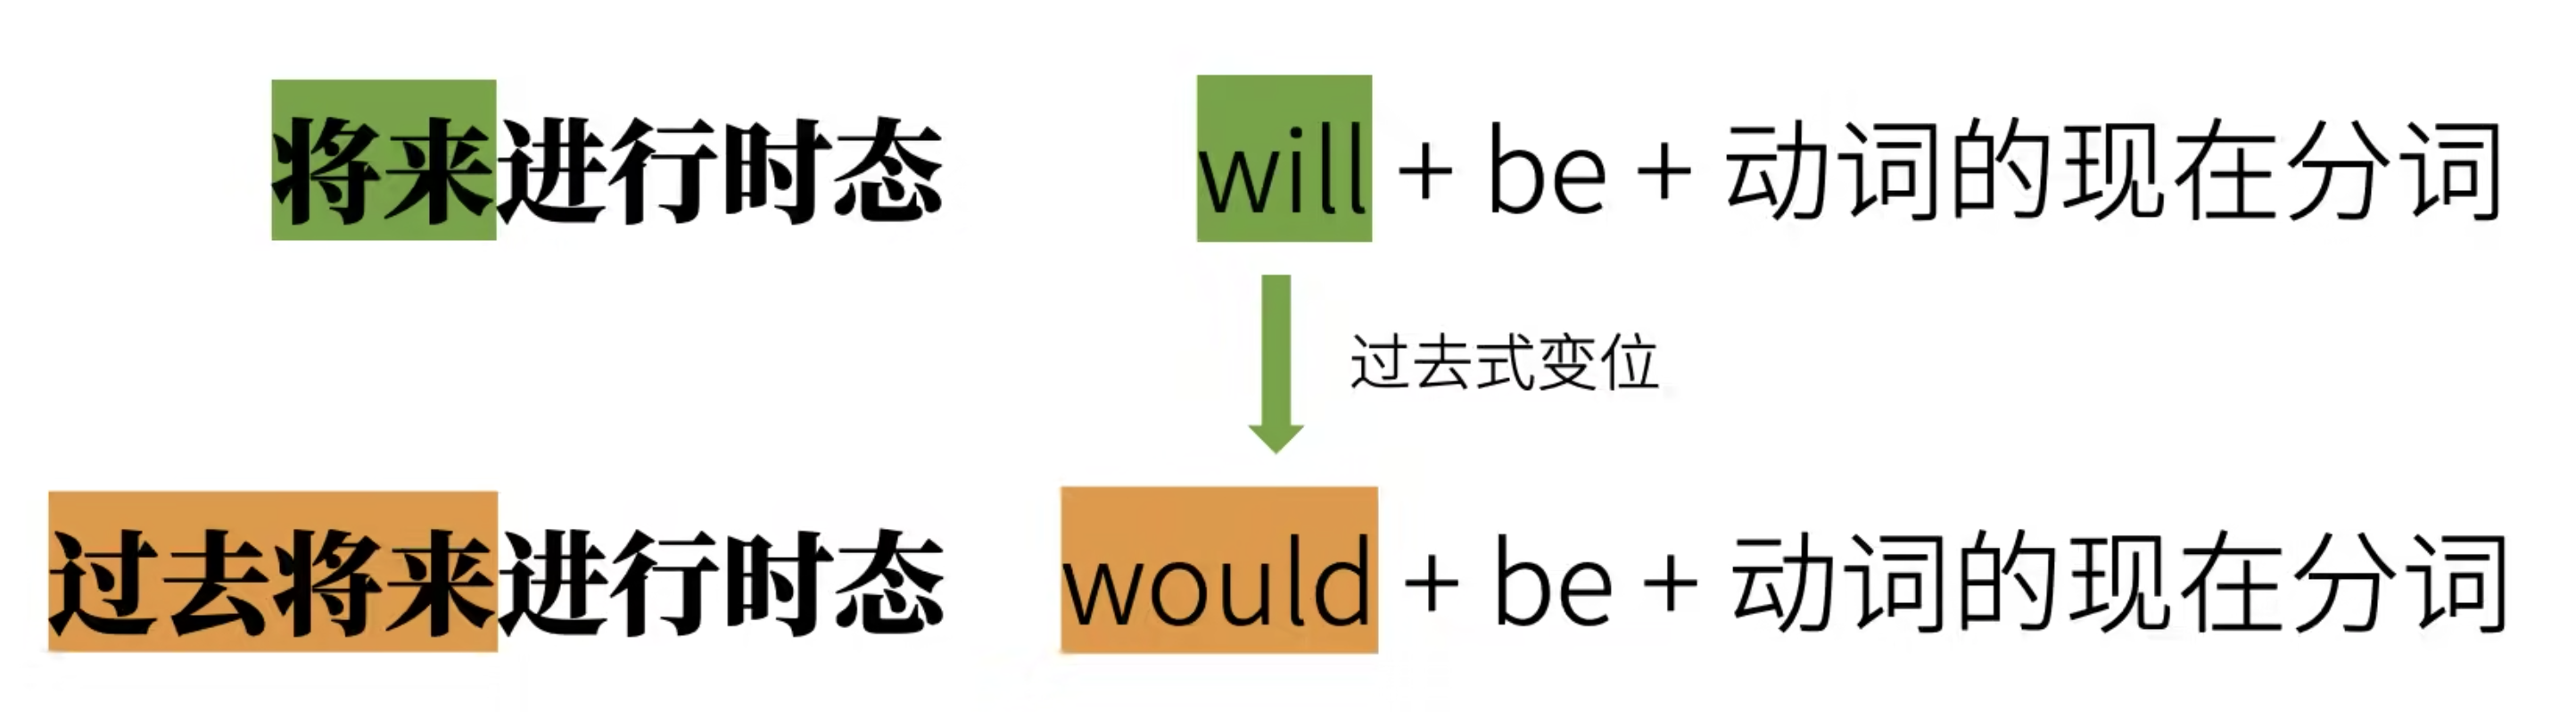 将来进行时态 will + be + 动词的现在分词
过去式变位
过去将来进行时态 would + be + 动词的现在分词